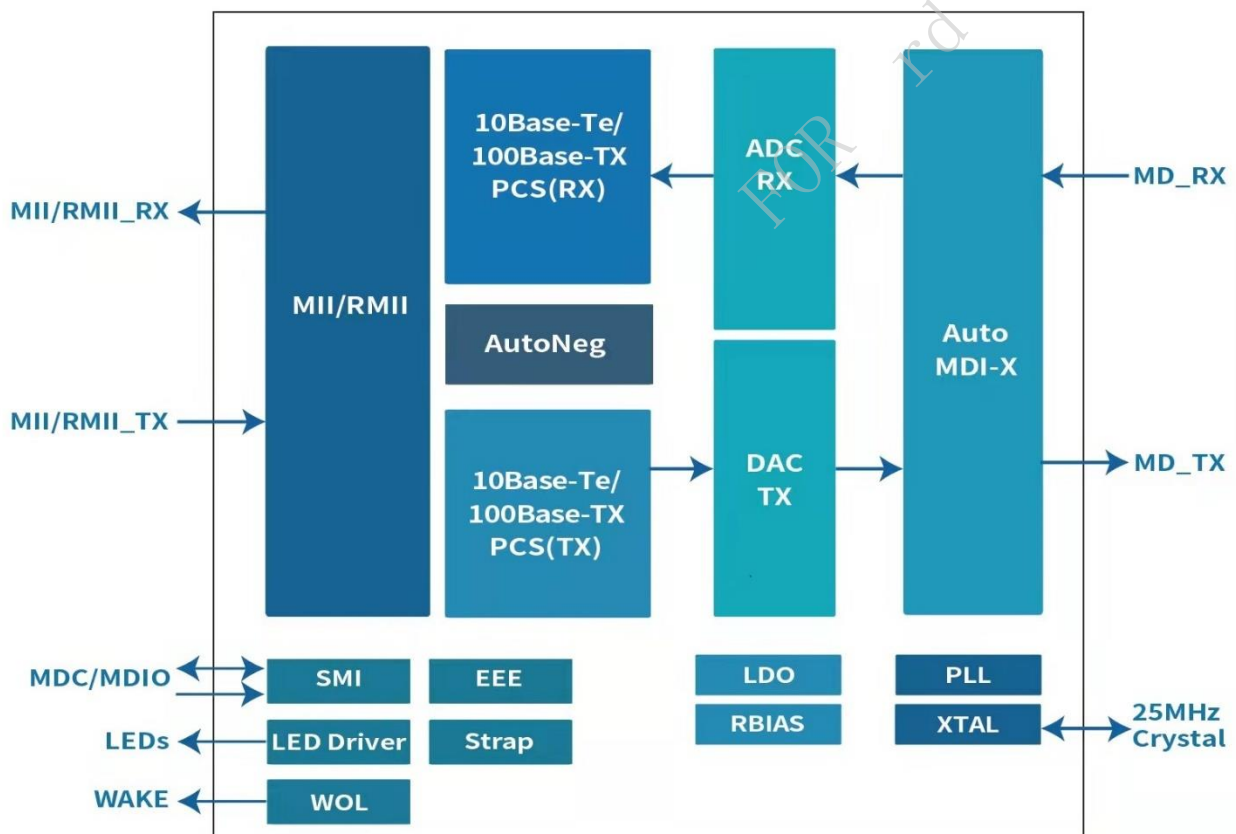 10Base-Te/
100Base-TX
PCS(RX)
ADC
RX
MD_RX
MII/RMII_RX
MII/RMII
AutoNeg
Auto
MDI-X
MII/RMII_TX
10Base-Te/
100Base-TX
PCS(TX)
DAC
TX
MD_TX
MDC/MDIO
SMI
EEE
LDO
PLL
LEDs
LED Driver
Strap
RBIAS
XTAL
25MHz
Crystal
WAKE
WOL
FOR rd